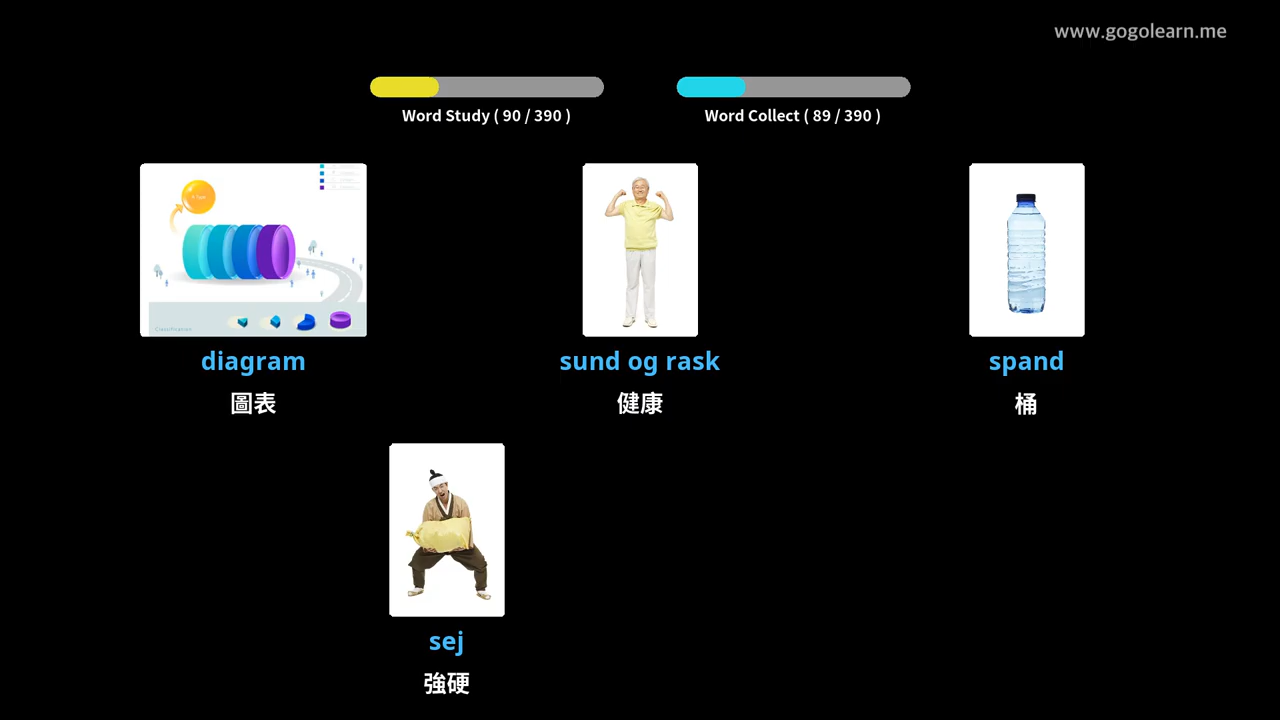 www.gogolearn.me
Word Study ( 90 / 390 )
Word Collect ( 89 / 390 )
Classification
diagram
sund og rask
spand
圖表
健康
桶
sej
強硬